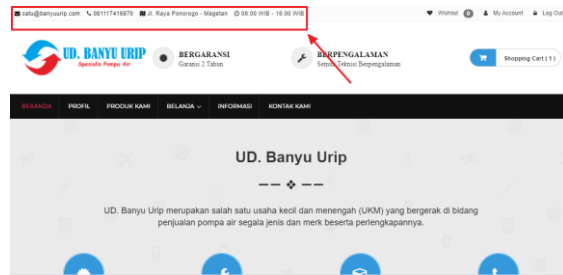 satu@banyuurip.com 081117416978 Jl. Raya Ponorogo - Magetan 08:00 WIB - 16:00 WIB
Wishlist 0 My Account Log Out
UD. BANYU URIP
Spesialis Pompa Air
BERGARANSI
Garansi 2 Tahun
BERPENGALAMAN
Semua Teknisi Berpengalaman
Shopping Cart ( 1 )
BERANDA PROFIL PRODUK KAMI BELANJA INFORMASI KONTAK KAMI
UD. Banyu Urip
UD. Banyu Urip merupakan salah satu usaha kecil dan menengah (UKM) yang bergerak di bidang
penjualan pompa air segala jenis dan merk beserta perlengkapannya.